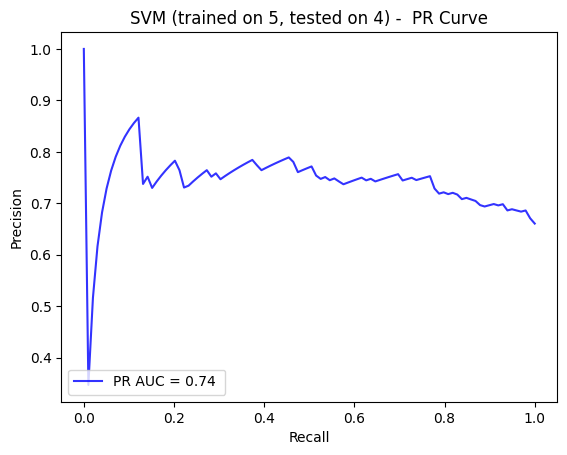 SVM (trained on 5, tested on 4) -  PR Curve
Precision
1.0
0.9
0.8
0.7
0.6
0.5
0.4
PR AUC = 0.74
0.0 0.2 0.4 0.6 0.8 1.0
Recall